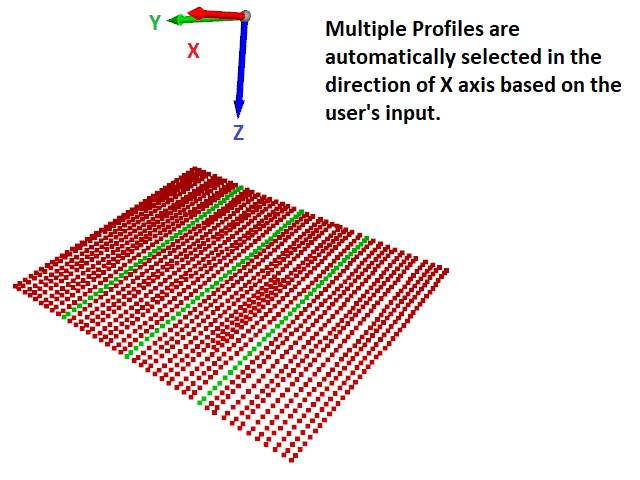 Y
X
Z
Multiple Profiles are
automatically selected in the
direction of X axis based on the
user's input.